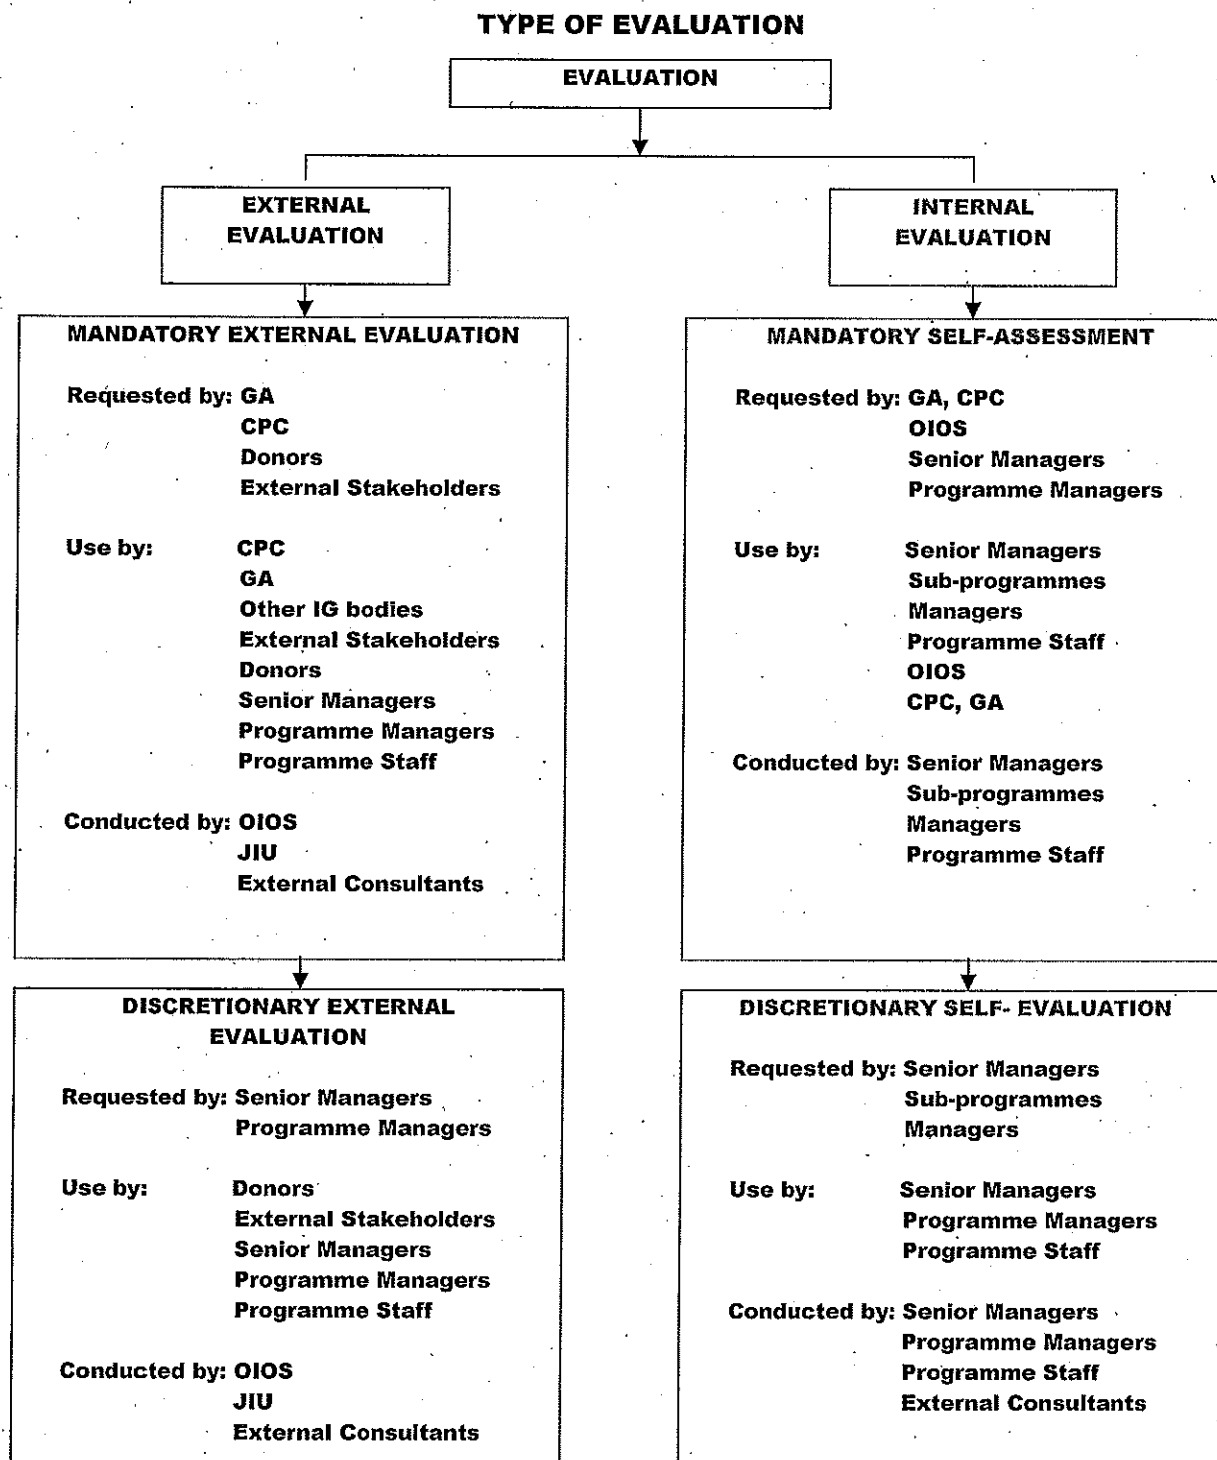 TYPE OF EVALUATION
EVALUATION
EXTERNAL
EVALUATION
MANDATORY EXTERNAL EVALUATION
Requested by: GA
CPC
Donors
External Stakeholders
Use by: CPC
GA
Other IG bodies
External Stakeholders
Donors
Senior Managers
Programme Managers
Programme Staff
Conducted by: OIOS
JIU
External Consultants
DISCRETIONARY EXTERNAL
EVALUATION
Requested by: Senior Managers
Programme Managers
Use by: Donors
External Stakeholders
Senior Managers
Programme Managers
Programme Staff
Conducted by: OIOS
JIU
External Consultants
INTERNAL
EVALUATION
MANDATORY SELF-ASSESSMENT
Requested by: GA, CPC
OIOS
Senior Managers
Programme Managers
Use by: Senior Managers
Sub-programmes
Managers
Programme Staff
OIOS
CPC, GA
Conducted by: Senior Managers
Sub-programmes
Managers
Programme Staff
DISCRETIONARY SELF- EVALUATION
Requested by: Senior Managers
Sub-programmes
Managers
Use by: Senior Managers
Programme Managers
Programme Staff
Conducted by: Senior Managers
Programme Managers
Programme Staff
External Consultants